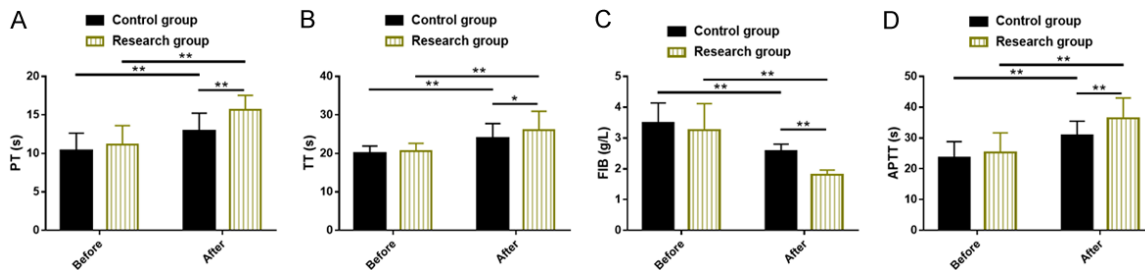 A
Control group
Research group
**
**
**
PT (s)
20
15
10
5
0
Before
After
B
Control group
Research group
**
**
*
TT (s)
60
40
20
0
Before
After
C
Control group
Research group
**
**
**
FIB (g/L)
5
4
3
2
1
0
Before
After
D
Control group
Research group
**
**
**
APTT (s)
50
40
30
20
10
0
Before
After